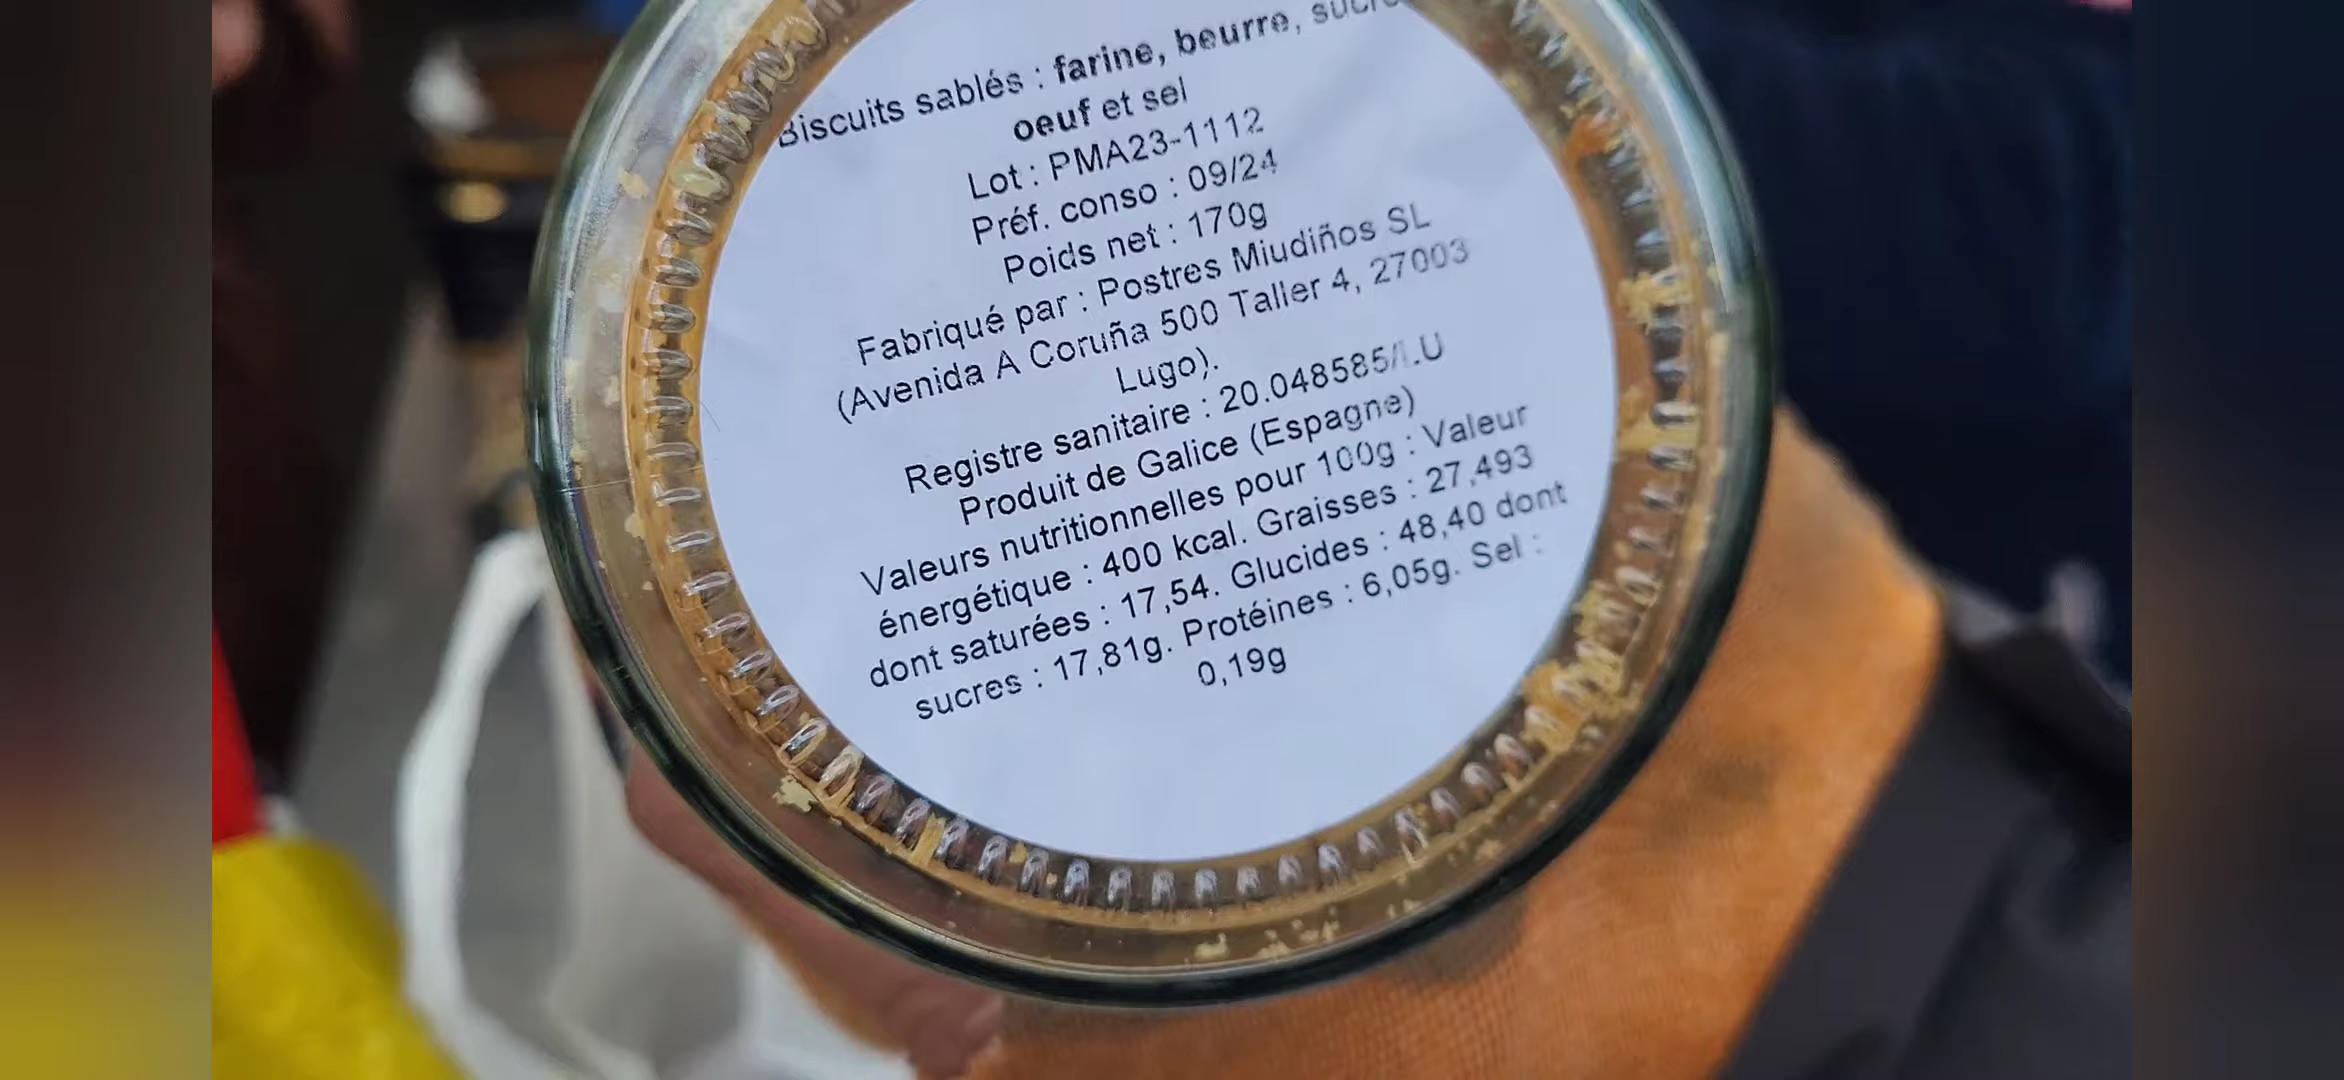 Biscuits sablés : farine, beurre, sucre
oeuf et sel
Lot : PMA23-1112
Préf. conso : 09/24
Poids net : 170g
Fabriqué par : Postres Miudiños SL
(Avenida A Coruña 500 Taller 4, 27003
Lugo).
Registre sanitaire : 20.048585/LU
Produit de Galice (Espagne)
Valeurs nutritionnelles pour 100g : Valeur
énergétique : 400 kcal. Graisses : 27,493
dont saturées : 17,54. Glucides : 48,40 dont
sucres : 17,81g. Protéines : 6,05g. Sel :
0,19g